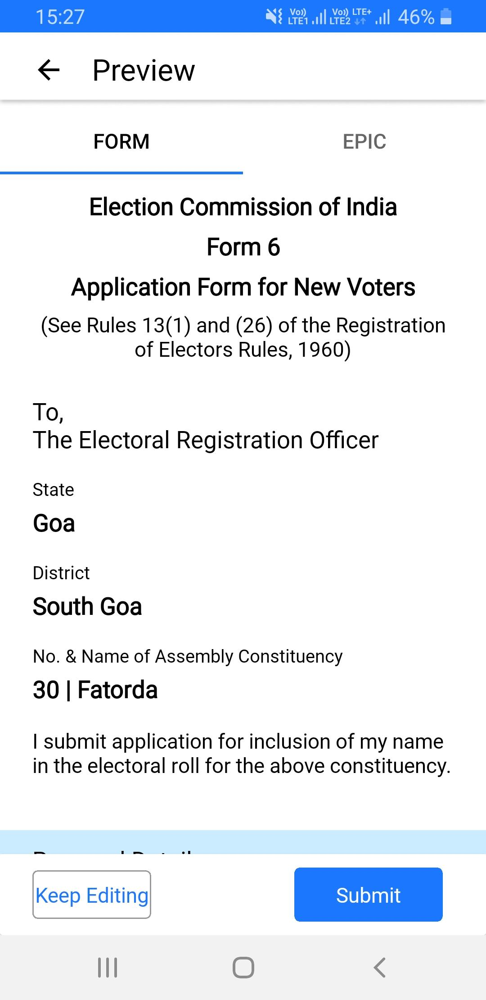 15:27
Vo)) LTE1 Vo)) LTE2 LTE+ 46%
Preview
FORM EPIC
Election Commission of India
Form 6
Application Form for New Voters
(See Rules 13(1) and (26) of the Registration
of Electors Rules, 1960)
To,
The Electoral Registration Officer
State
Goa
District
South Goa
No. & Name of Assembly Constituency
30 | Fatorda
I submit application for inclusion of my name
in the electoral roll for the above constituency.
Keep Editing Submit